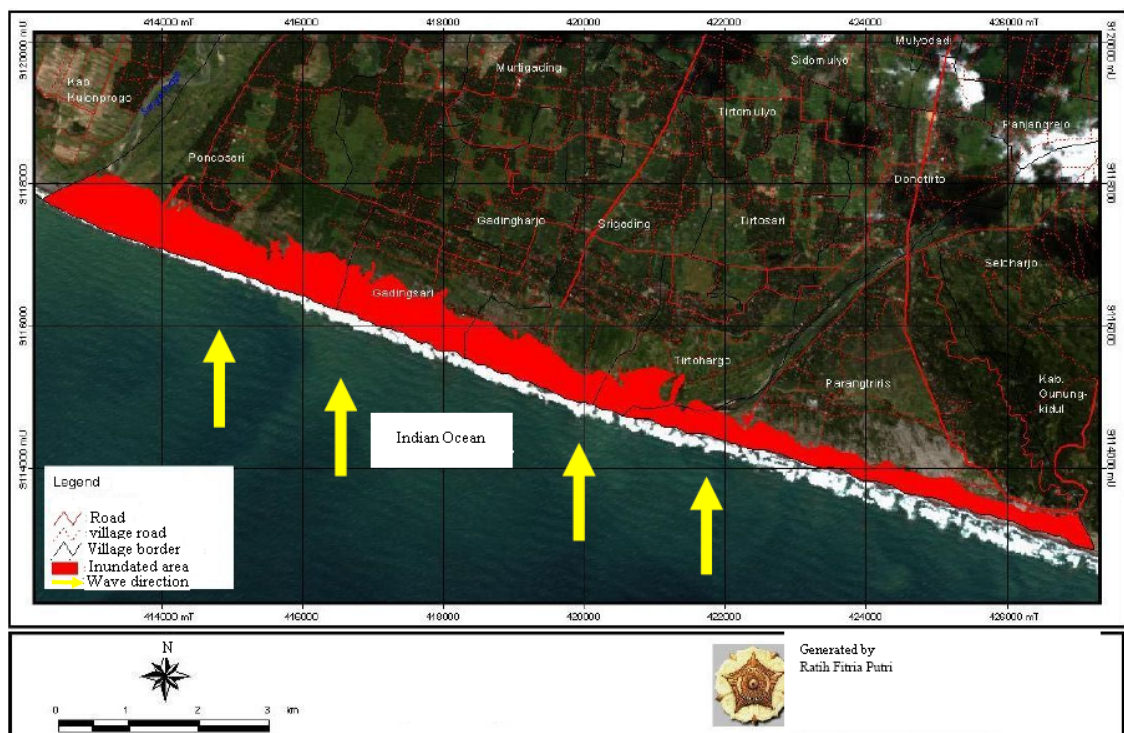 414000 mT 416000 418000 420000 422000 424000 426000 mT
9120000 mU
9120000 mU
Mulyodadi
Sidomulyo
Murtigading
Kab.
Kulonprogo
Tirtomulyo
Panjangrejo
Poncosari
9118000
9118000
Donotirto
Gadingharjo
Srigading
Tirtosari
Selcharjo
Gadingsari
9116000
9116000
Tirtohargo
Parangtriris
Kab.
Gunung-
kidul
Indian Ocean
9114000 mU
9114000 mU
Legend
: Road
: village road
: Village border
: Inundated area
: Wave direction
414000 mT 416000 418000 420000 422000 424000 426000 mT
N
Generated by
Ratih Fitria Putri
0 1 2 3 km